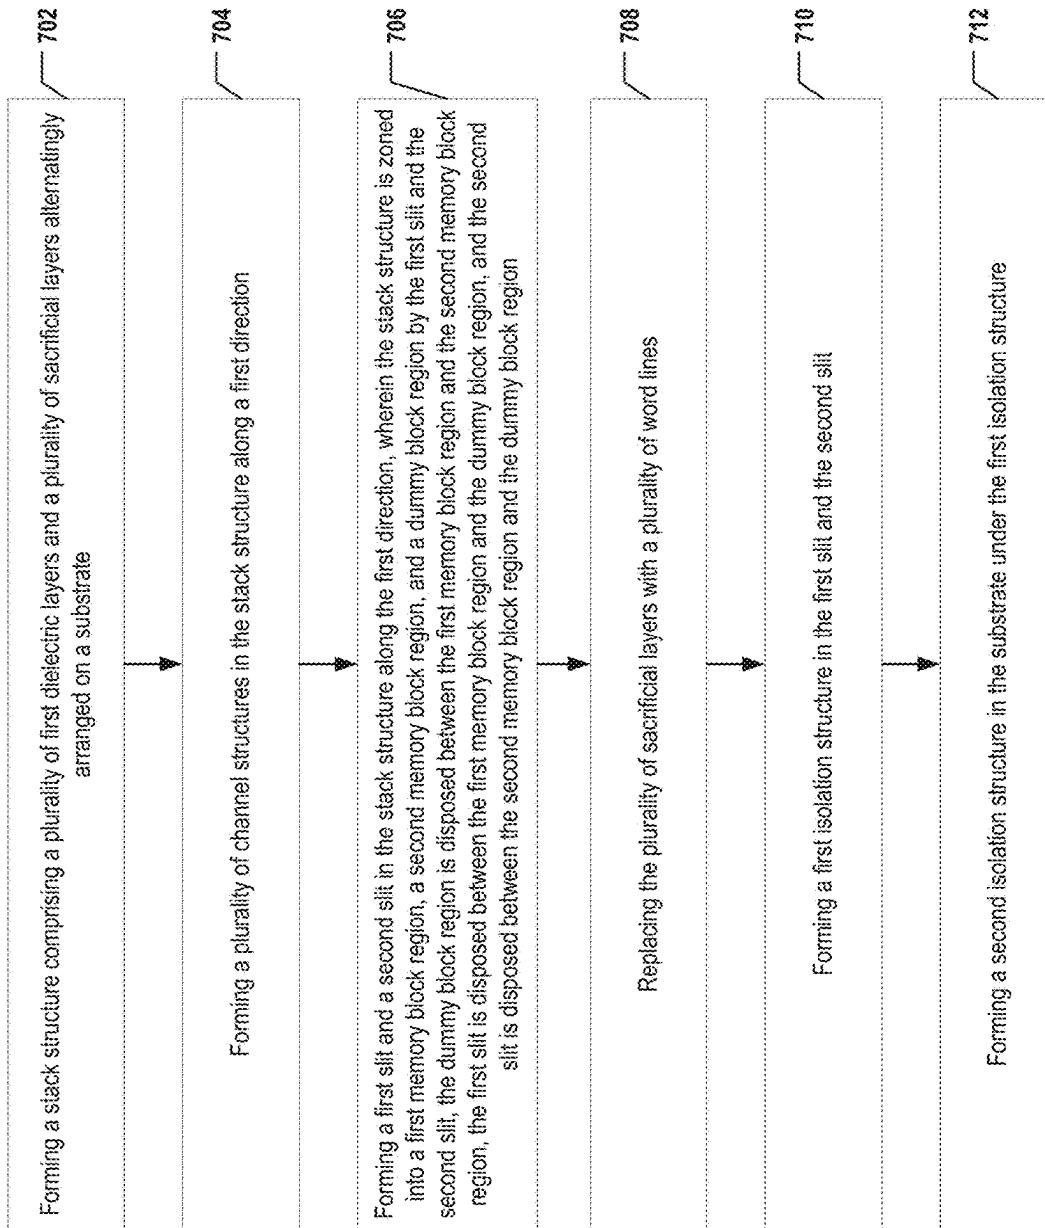 702
Forming a stack structure comprising a plurality of first dielectric layers and a plurality of sacrificial layers alternatingly
arranged on a substrate
704
Forming a plurality of channel structures in the stack structure along a first direction
706
Forming a first slit and a second slit in the stack structure along the first direction, wherein the stack structure is zoned
into a first memory block region, a second memory block region, and a dummy block region by the first slit and the
second slit, the dummy block region is disposed between the first memory block region and the second memory block
region, the first slit is disposed between the first memory block region and the dummy block region, and the second
slit is disposed between the second memory block region and the dummy block region
708
Replacing the plurality of sacrificial layers with a plurality of word lines
710
Forming a first isolation structure in the first slit and the second slit
712
Forming a second isolation structure in the substrate under the first isolation structure